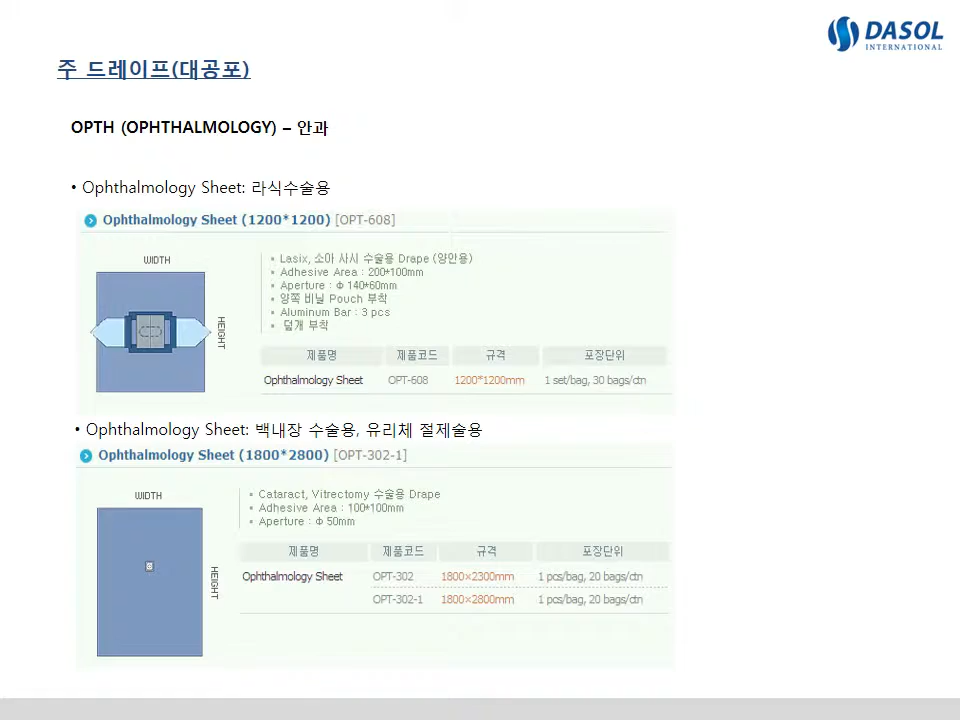 DASOL
INTERNATIONAL
주 드레이프(대공포)
OPTH (OPHTHALMOLOGY) – 안과
• Ophthalmology Sheet: 라식수술용
Ophthalmology Sheet (1200*1200) [OPT-608]
WIDTH
HEIGHT
▪ Lasix, 소아 사시 수술용 Drape (양안용)
▪ Adhesive Area : 200*100mm
▪ Aperture : Φ 140*60mm
▪ 양쪽 비닐 Pouch 부착
▪ Aluminum Bar : 3 pcs
▪ 덮개 부착
제품명 제품코드 규격 포장단위
Ophthalmology Sheet OPT-608 1200*1200mm 1 set/bag, 30 bags/ctn
• Ophthalmology Sheet: 백내장 수술용, 유리체 절제술용
Ophthalmology Sheet (1800*2800) [OPT-302-1]
WIDTH
HEIGHT
▪ Cataract, Vitrectomy 수술용 Drape
▪ Adhesive Area : 100*100mm
▪ Aperture : Φ 50mm
제품명 제품코드 규격 포장단위
Ophthalmology Sheet OPT-302 1800×2300mm 1 pcs/bag, 20 bags/ctn
OPT-302-1 1800×2800mm 1 pcs/bag, 20 bags/ctn